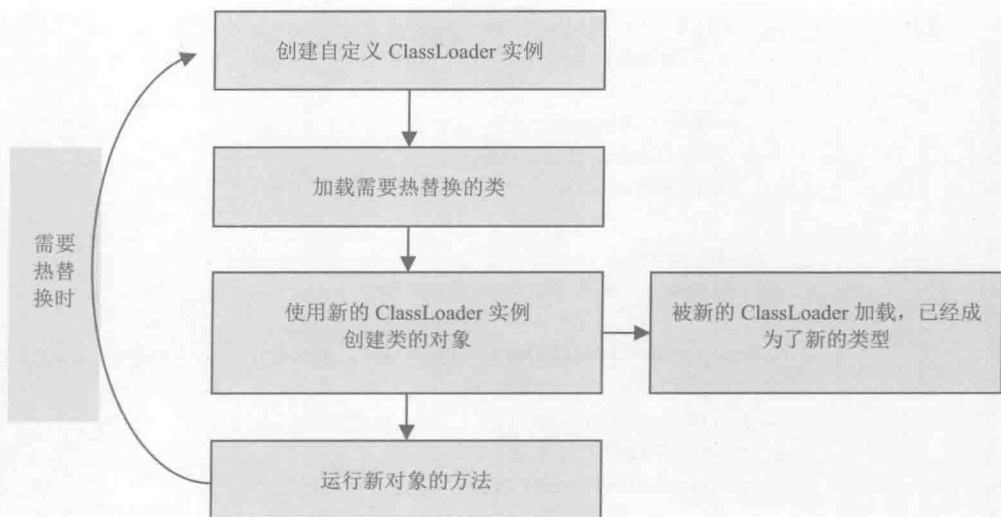 创建自定义 ClassLoader 实例
加载需要热替换的类
需要
热替
换时
使用新的 ClassLoader 实例
创建类的对象
被新的 ClassLoader 加载，已经成
为了新的类型
运行新对象的方法